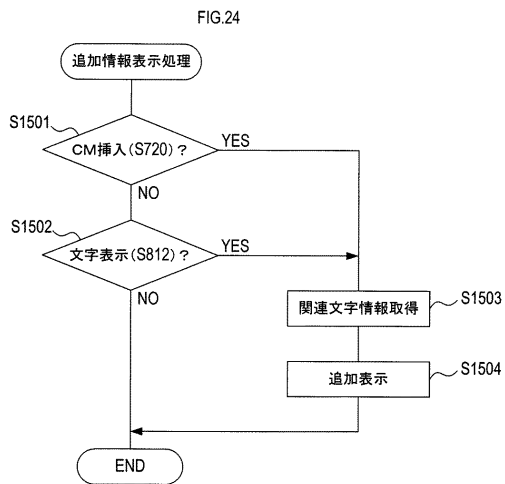 FIG.24
追加情報表示処理
S1501
CM挿入(S720)?
YES
NO
S1502
文字表示(S812)?
YES
NO
関連文字情報取得
S1503
追加表示
S1504
END